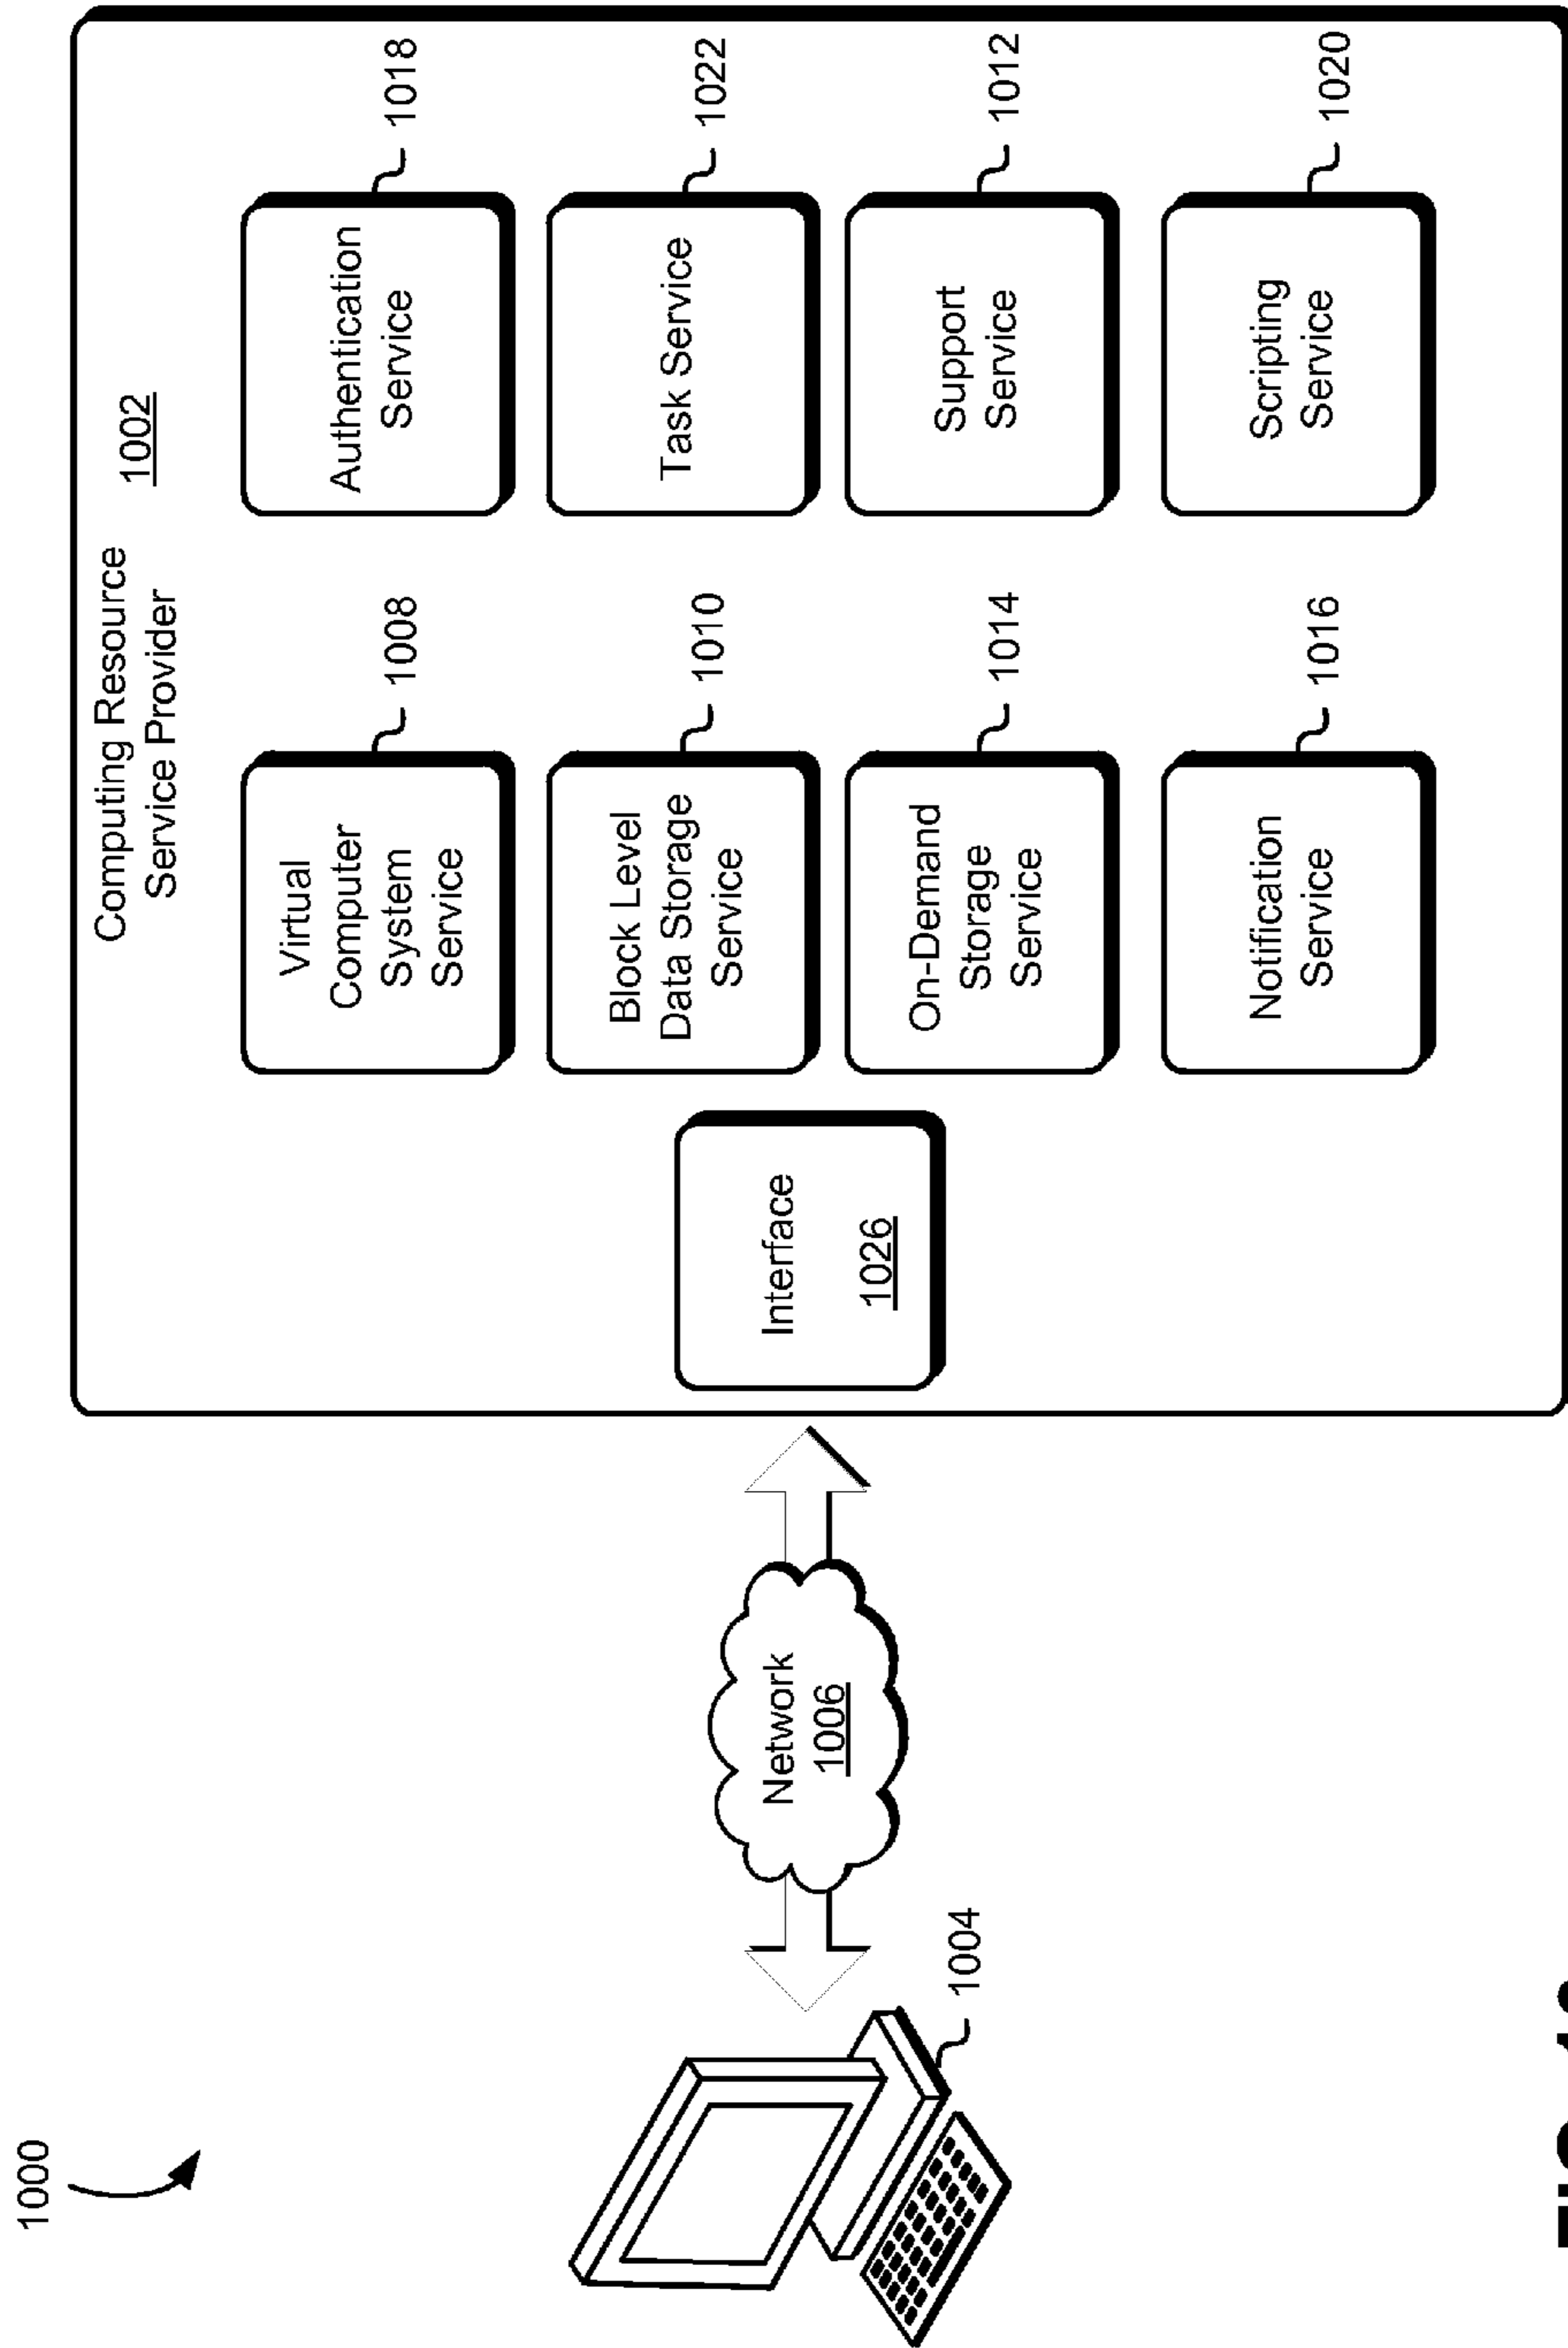 1000
Computing Resource
Service Provider
1002
Virtual
Computer
System
Service
1008
Authentication
Service
1018
Block Level
Data Storage
Service
1010
Task Service
1022
Interface
1026
Network
1006
1004
On-Demand
Storage
Service
1014
Support
Service
1012
Notification
Service
1016
Scripting
Service
1020